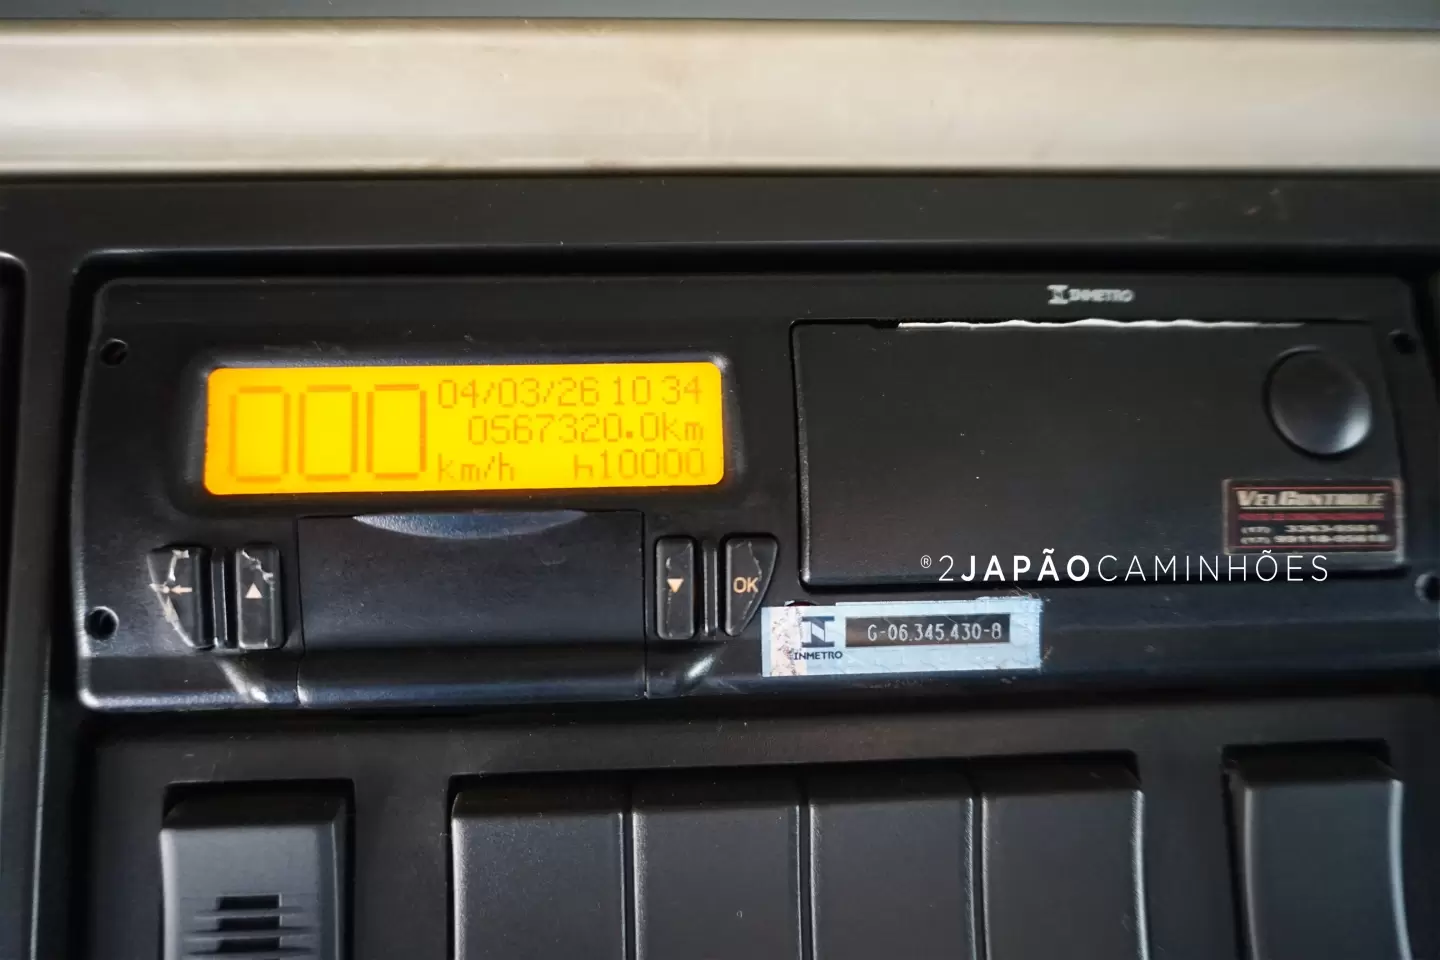 INMETRO
000
04/03/26 10 34
0567320.0km
km/h
h10000
VELCONTROLE
OK
®2JAPÃOCAMINHÕES
INMETRO
G-06.345.430-8